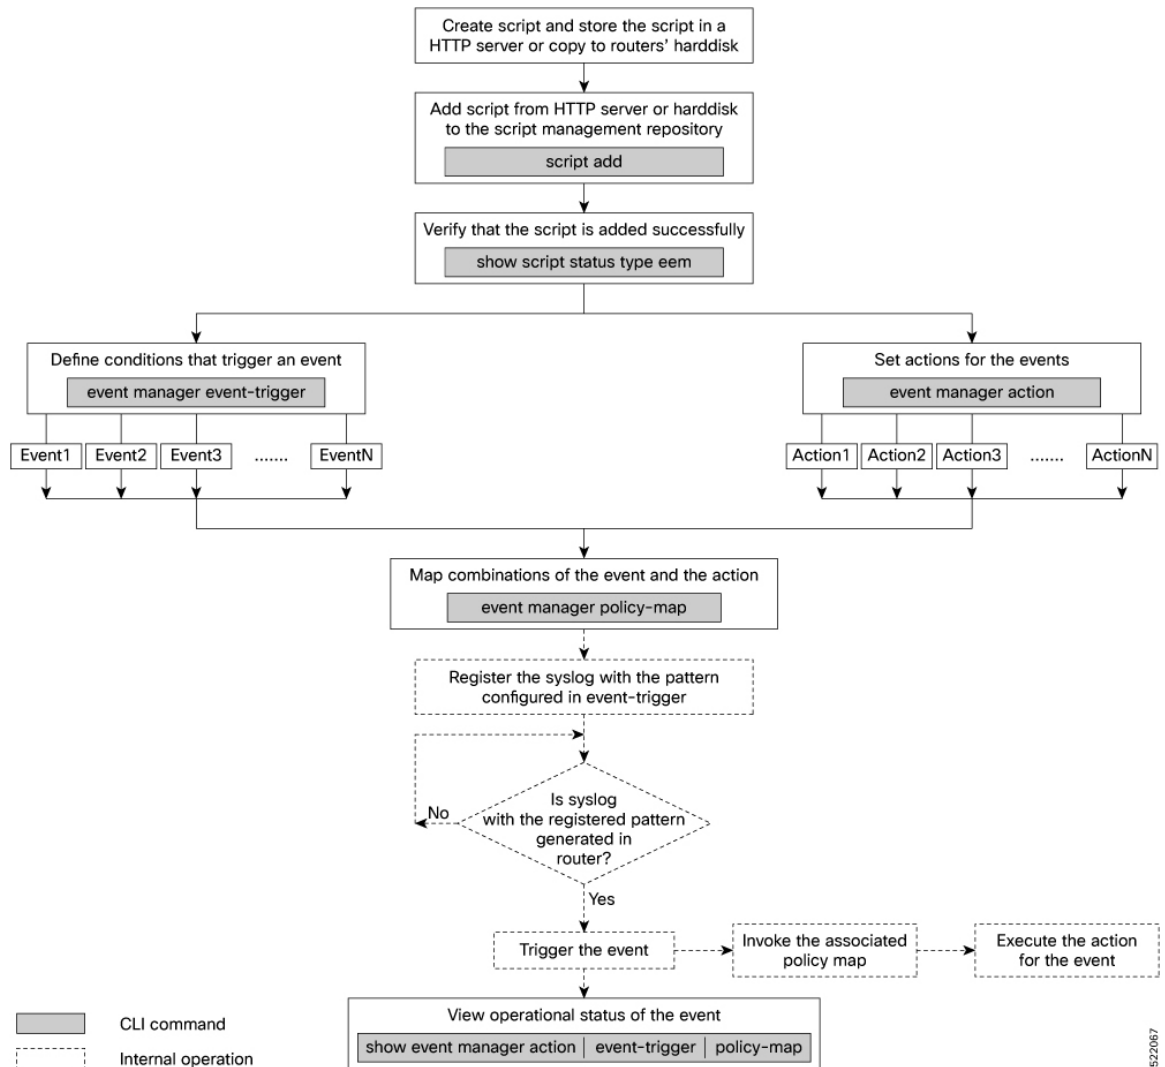 Create script and store the script in a
HTTP server or copy to routers' harddisk
Add script from HTTP server or harddisk
to the script management repository
script add
Verify that the script is added successfully
show script status type eem
Define conditions that trigger an event
event manager event-trigger
Event1 Event2 Event3 ....... EventN
Set actions for the events
event manager action
Action1 Action2 Action3 ....... ActionN
Map combinations of the event and the action
event manager policy-map
Register the syslog with the pattern
configured in event-trigger
Is syslog
with the registered pattern
generated in
router?
No
Yes
Trigger the event
Invoke the associated
policy map
Execute the action
for the event
View operational status of the event
show event manager action | event-trigger | policy-map
CLI command
Internal operation
522067